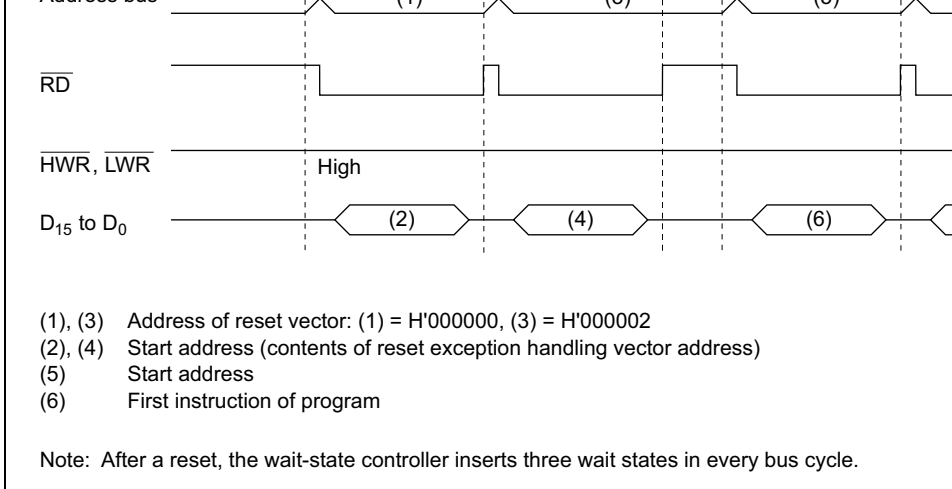 Address bus (1) (3) (5)
RD
HWR, LWR High
D15 to D0 (2) (4) (6)
(1), (3) Address of reset vector: (1) = H'000000, (3) = H'000002
(2), (4) Start address (contents of reset exception handling vector address)
(5) Start address
(6) First instruction of program
Note: After a reset, the wait-state controller inserts three wait states in every bus cycle.